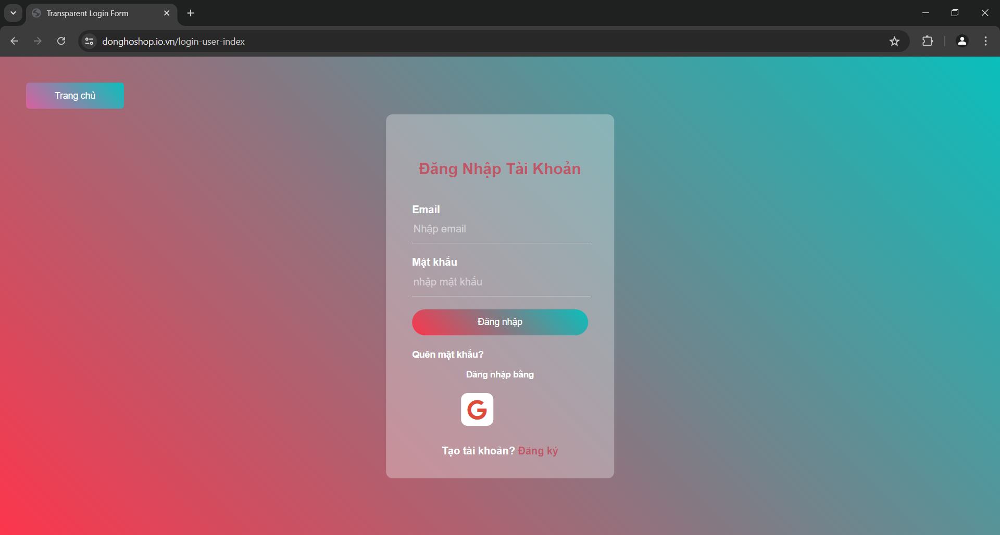 Transparent Login Form
donghoshop.io.vn/login-user-index
Trang chủ
Đăng Nhập Tài Khoản
Email
Nhập email
Mật khẩu
nhập mật khẩu
Đăng nhập
Quên mật khẩu?
Đăng nhập bằng
G
Tạo tài khoản? Đăng ký